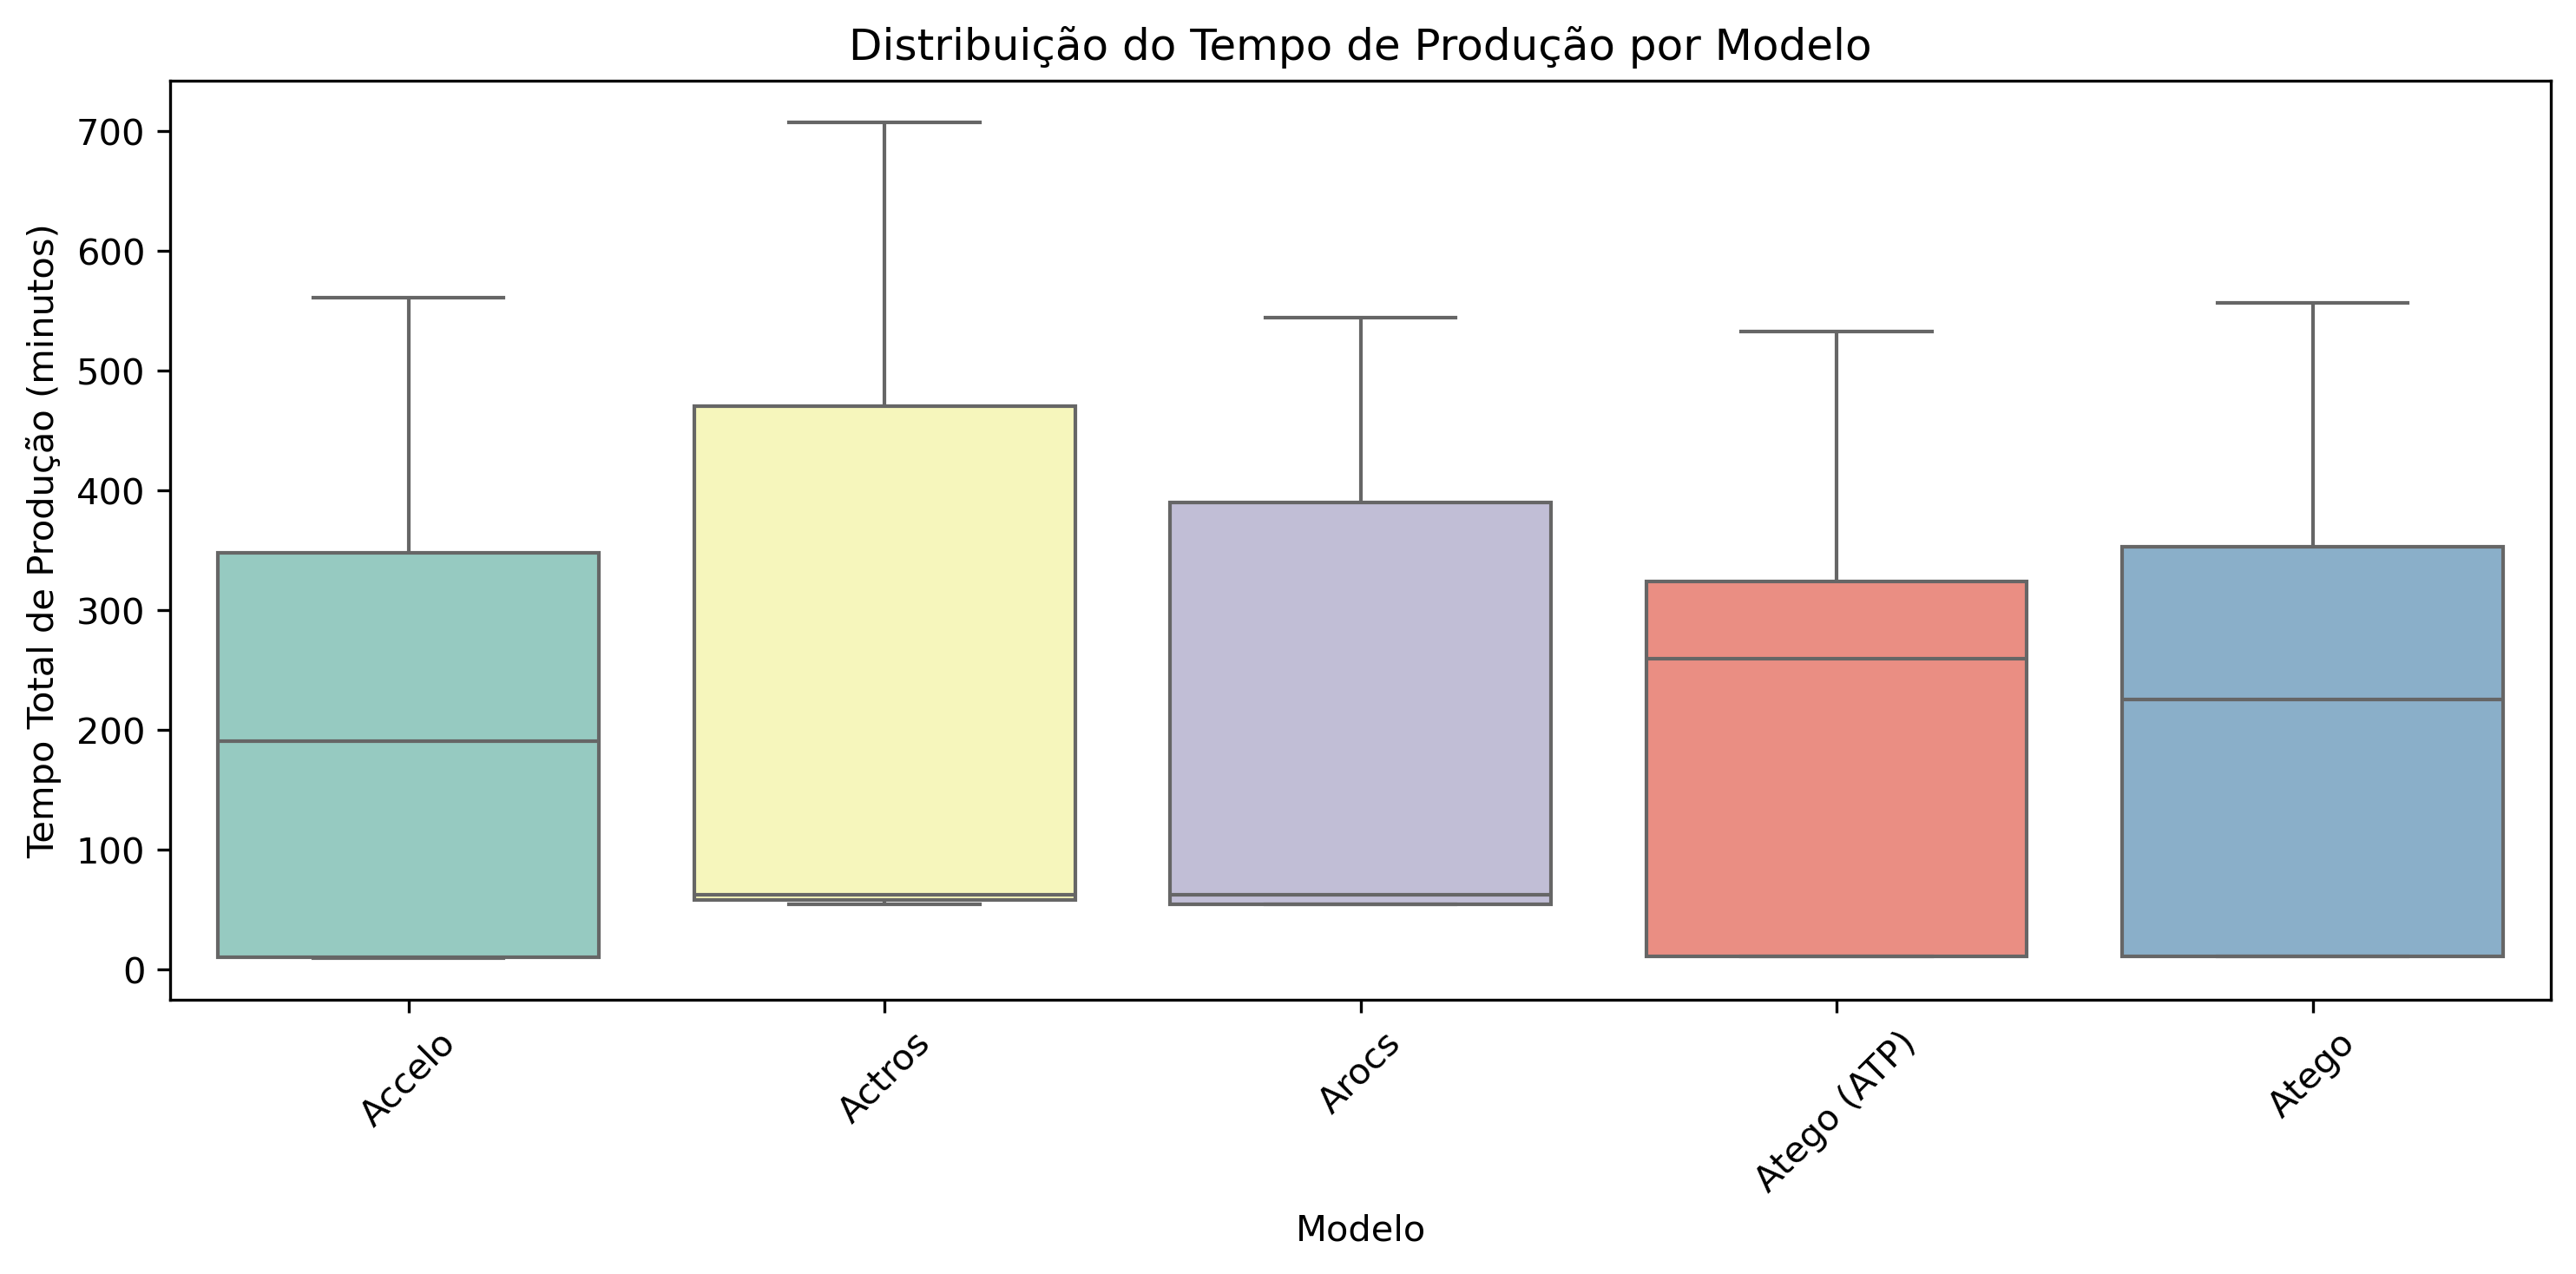 Distribuição do Tempo de Produção por Modelo
Tempo Total de Produção (minutos)
700
600
500
400
300
200
100
0
Accelo
Actros
Arocs
Atego (ATP)
Atego
Modelo